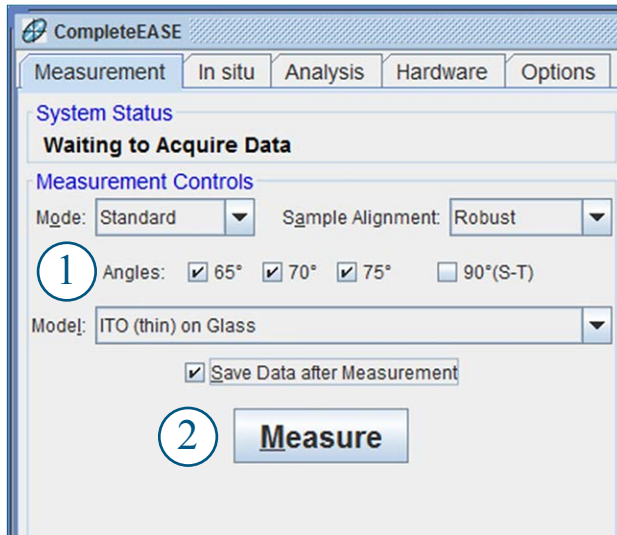 CompleteEASE
Measurement In situ Analysis Hardware Options
System Status
Waiting to Acquire Data
Measurement Controls
Mode: Standard Sample Alignment: Robust
1 Angles: 65° 70° 75° 90°(S-T)
Model: ITO (thin) on Glass
Save Data after Measurement
2 Measure